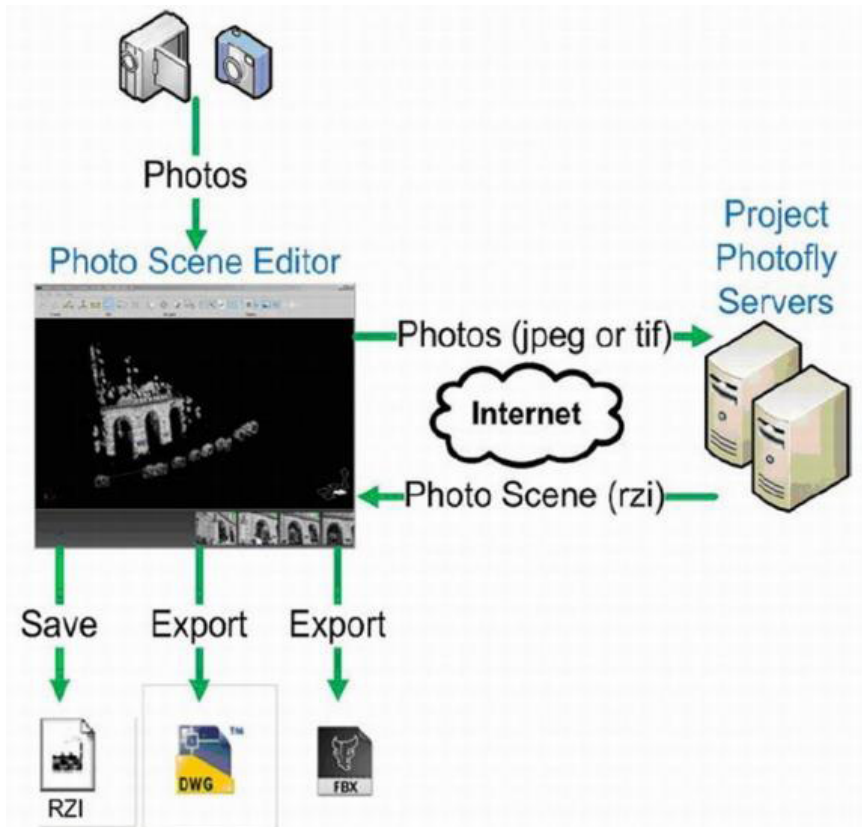 Photos
Photo Scene Editor
Project
Photofly
Servers
Photos (jpeg or tif)
Internet
Photo Scene (rzi)
Save
Export
Export
RZI
DWG
TM
FBX